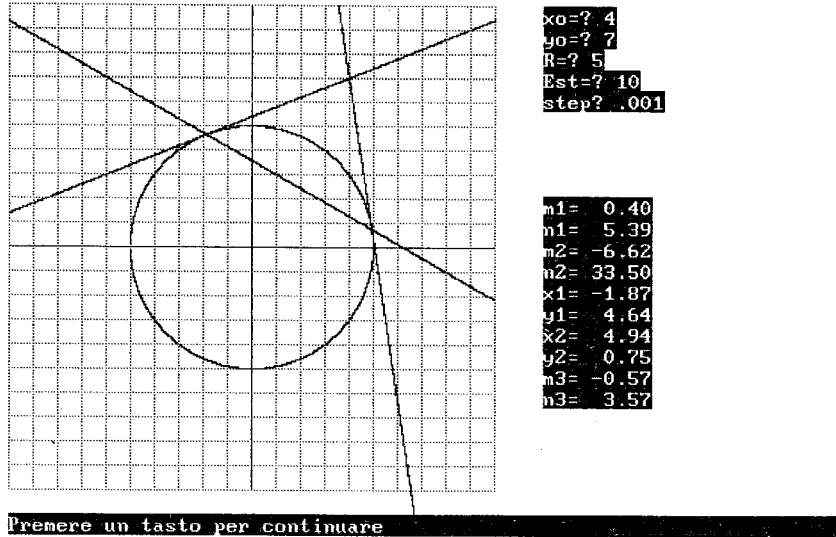 xo=? 4
yo=? 7
R=? 5
Est=? 10
step? .001
m1= 0.40
n1= 5.39
m2= -6.62
n2= 33.50
x1= -1.87
y1= 4.64
x2= 4.94
y2= 0.75
m3= -0.57
n3= 3.57
Premere un tasto per continuare